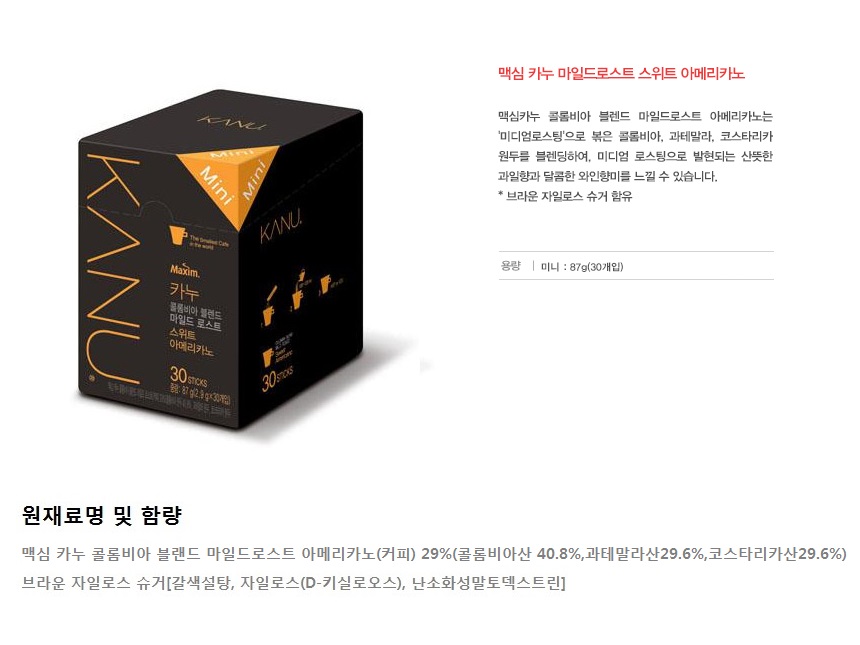 맥심 카누 마일드로스트 스위트 아메리카노
맥심카누 콜롬비아 블렌드 마일드로스트 아메리카노는
'미디엄로스팅'으로 볶은 콜롬비아, 과테말라, 코스타리카
원두를 블렌딩하여, 미디엄 로스팅으로 발현되는 산뜻한
과일향과 달콤한 와인향미를 느낄 수 있습니다.
* 브라운 자일로스 슈거 함유
용량 | 미니 : 87g(30개입)
KANU.
Mini
Mini
Mini
KANU
KANU.
The Smallest Cafe
in the world
Maxim.
카누
콜롬비아 블렌드
마일드 로스트
스위트
아메리카노
30 STICKS
용량: 87 g(2.9 g×30개입)
1
2
3
30 STICKS
원재료명 및 함량
맥심 카누 콜롬비아 블랜드 마일드로스트 아메리카노(커피) 29%(콜롬비아산 40.8%,과테말라산29.6%,코스타리카산29.6%)
브라운 자일로스 슈거[갈색설탕, 자일로스(D-키실로오스), 난소화성말토덱스트린]